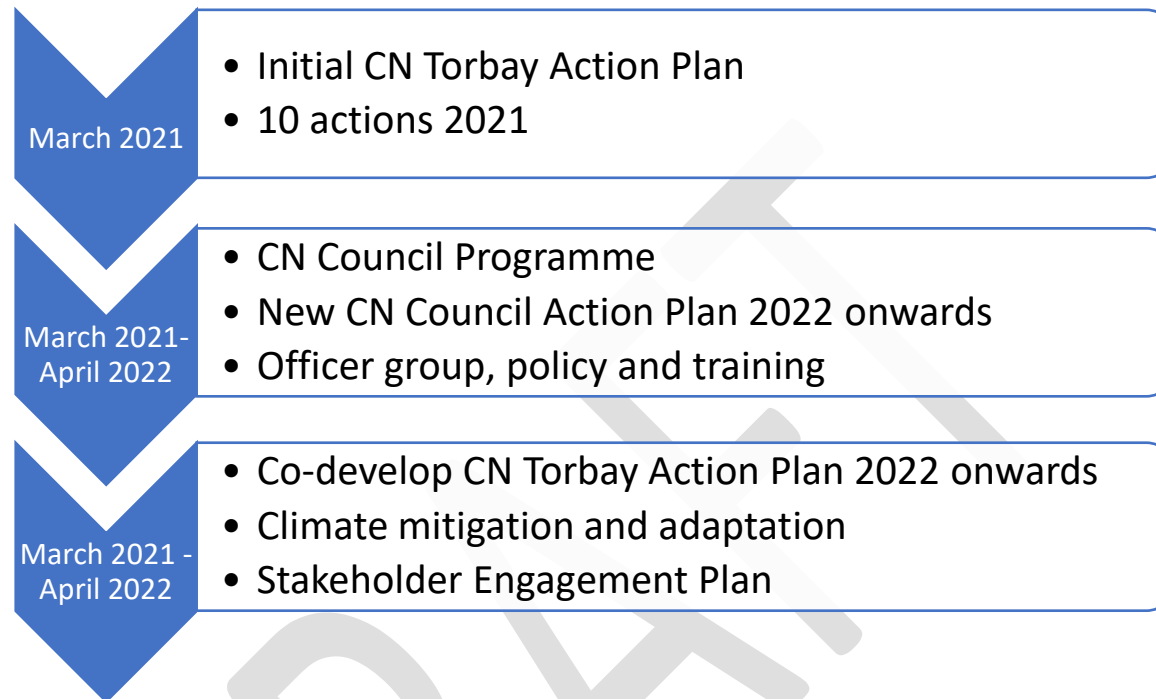 March 2021
• Initial CN Torbay Action Plan
• 10 actions 2021
March 2021-
April 2022
• CN Council Programme
• New CN Council Action Plan 2022 onwards
• Officer group, policy and training
March 2021 -
April 2022
• Co-develop CN Torbay Action Plan 2022 onwards
• Climate mitigation and adaptation
• Stakeholder Engagement Plan
DRAFT